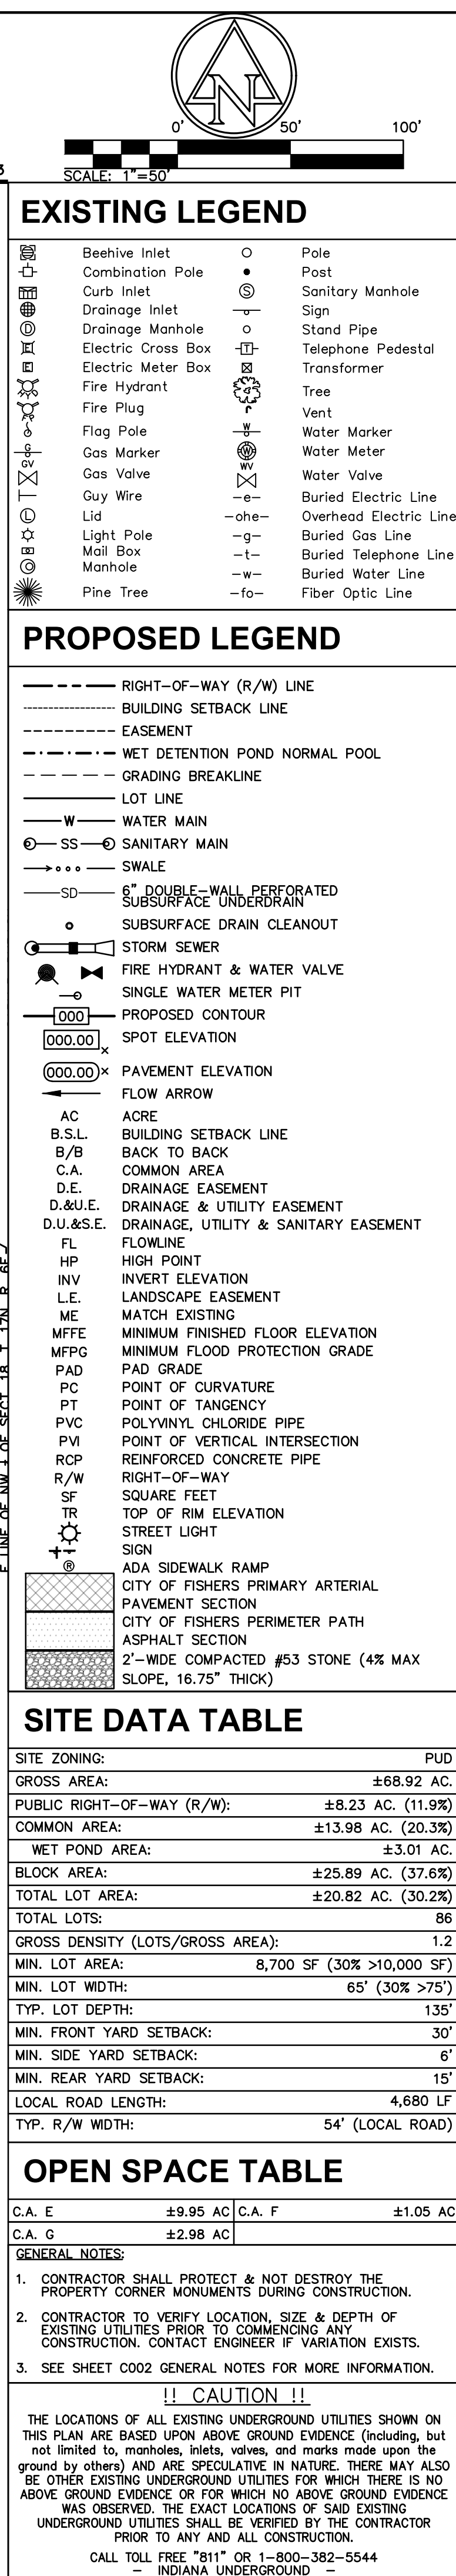 N
0' 50' 100'
SCALE: 1"=50'
EXISTING LEGEND
Beehive Inlet
Combination Pole
Curb Inlet
Drainage Inlet
D Drainage Manhole
E Electric Cross Box
E Electric Meter Box
Fire Hydrant
Fire Plug
Flag Pole
G Gas Marker
GV Gas Valve
Guy Wire
L Lid
Light Pole
Mail Box
Manhole
Pine Tree
Pole
Post
S Sanitary Manhole
Sign
Stand Pipe
T Telephone Pedestal
Transformer
Tree
Vent
W Water Marker
W Water Meter
WV Water Valve
–e– Buried Electric Line
–ohe– Overhead Electric Line
–g– Buried Gas Line
–t– Buried Telephone Line
–w– Buried Water Line
–fo– Fiber Optic Line
PROPOSED LEGEND
RIGHT–OF–WAY (R/W) LINE
BUILDING SETBACK LINE
EASEMENT
WET DETENTION POND NORMAL POOL
GRADING BREAKLINE
LOT LINE
W WATER MAIN
SS SANITARY MAIN
SWALE
SD 6" DOUBLE–WALL PERFORATED
SUBSURFACE UNDERDRAIN
SUBSURFACE DRAIN CLEANOUT
STORM SEWER
FIRE HYDRANT & WATER VALVE
SINGLE WATER METER PIT
000 PROPOSED CONTOUR
000.00 x SPOT ELEVATION
000.00 x PAVEMENT ELEVATION
FLOW ARROW
AC ACRE
B.S.L. BUILDING SETBACK LINE
B/B BACK TO BACK
C.A. COMMON AREA
D.E. DRAINAGE EASEMENT
D.&U.E. DRAINAGE & UTILITY EASEMENT
D.U.&S.E. DRAINAGE, UTILITY & SANITARY EASEMENT
FL FLOWLINE
HP HIGH POINT
INV INVERT ELEVATION
L.E. LANDSCAPE EASEMENT
ME MATCH EXISTING
MFFE MINIMUM FINISHED FLOOR ELEVATION
MFPG MINIMUM FLOOD PROTECTION GRADE
PAD PAD GRADE
PC POINT OF CURVATURE
PT POINT OF TANGENCY
PVC POLYVINYL CHLORIDE PIPE
PVI POINT OF VERTICAL INTERSECTION
RCP REINFORCED CONCRETE PIPE
R/W RIGHT–OF–WAY
SF SQUARE FEET
TR TOP OF RIM ELEVATION
STREET LIGHT
SIGN
® ADA SIDEWALK RAMP
CITY OF FISHERS PRIMARY ARTERIAL
PAVEMENT SECTION
CITY OF FISHERS PERIMETER PATH
ASPHALT SECTION
2'–WIDE COMPACTED #53 STONE (4% MAX
SLOPE, 16.75" THICK)
SITE DATA TABLE
SITE ZONING: PUD
GROSS AREA: ±68.92 AC.
PUBLIC RIGHT–OF–WAY (R/W): ±8.23 AC. (11.9%)
COMMON AREA: ±13.98 AC. (20.3%)
WET POND AREA: ±3.01 AC.
BLOCK AREA: ±25.89 AC. (37.6%)
TOTAL LOT AREA: ±20.82 AC. (30.2%)
TOTAL LOTS: 86
GROSS DENSITY (LOTS/GROSS AREA): 1.2
MIN. LOT AREA: 8,700 SF (30% >10,000 SF)
MIN. LOT WIDTH: 65' (30% >75')
TYP. LOT DEPTH: 135'
MIN. FRONT YARD SETBACK: 30'
MIN. SIDE YARD SETBACK: 6'
MIN. REAR YARD SETBACK: 15'
LOCAL ROAD LENGTH: 4,680 LF
TYP. R/W WIDTH: 54' (LOCAL ROAD)
OPEN SPACE TABLE
C.A. E ±9.95 AC C.A. F ±1.05 AC
C.A. G ±2.98 AC
GENERAL NOTES:
1. CONTRACTOR SHALL PROTECT & NOT DESTROY THE
PROPERTY CORNER MONUMENTS DURING CONSTRUCTION.
2. CONTRACTOR TO VERIFY LOCATION, SIZE & DEPTH OF
EXISTING UTILITIES PRIOR TO COMMENCING ANY
CONSTRUCTION. CONTACT ENGINEER IF VARIATION EXISTS.
3. SEE SHEET C002 GENERAL NOTES FOR MORE INFORMATION.
!! CAUTION !!
THE LOCATIONS OF ALL EXISTING UNDERGROUND UTILITIES SHOWN ON
THIS PLAN ARE BASED UPON ABOVE GROUND EVIDENCE (including, but
not limited to, manholes, inlets, valves, and marks made upon the
ground by others) AND ARE SPECULATIVE IN NATURE. THERE MAY ALSO
BE OTHER EXISTING UNDERGROUND UTILITIES FOR WHICH THERE IS NO
ABOVE GROUND EVIDENCE OR FOR WHICH NO ABOVE GROUND EVIDENCE
WAS OBSERVED. THE EXACT LOCATIONS OF SAID EXISTING
UNDERGROUND UTILITIES SHALL BE VERIFIED BY THE CONTRACTOR
PRIOR TO ANY AND ALL CONSTRUCTION.
CALL TOLL FREE "811" OR 1–800–382–5544
– INDIANA UNDERGROUND –